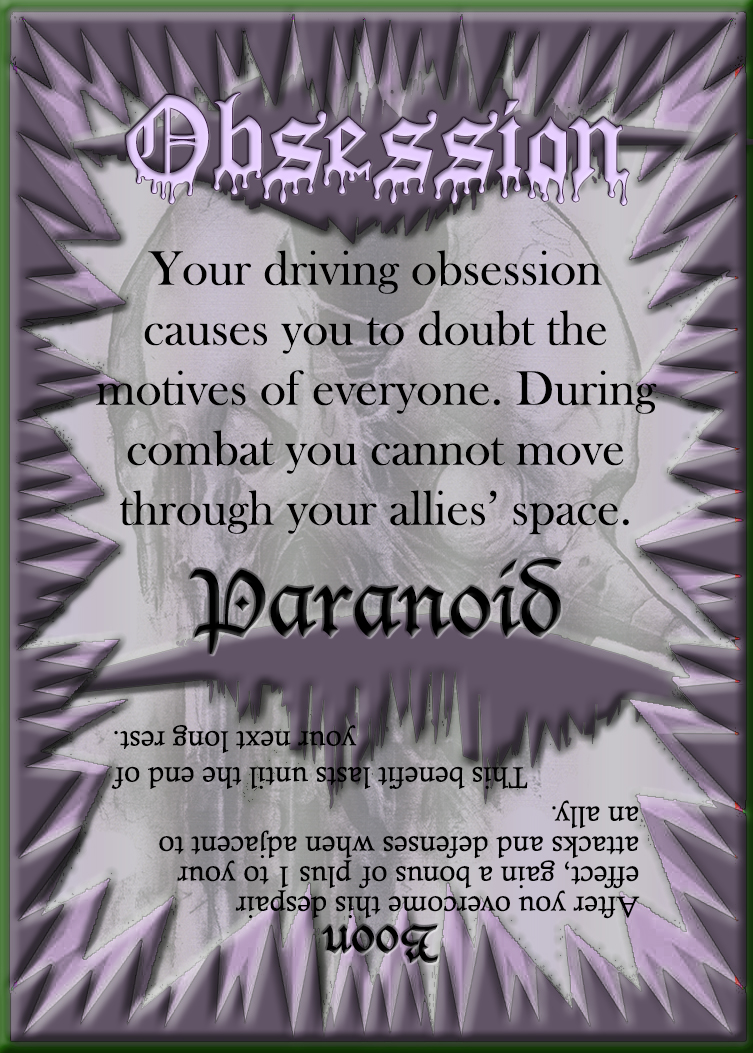 Obsession
Your driving obsession
causes you to doubt the
motives of everyone. During
combat you cannot move
through your allies’ space.
Paranoid
Boon
After you overcome this despair
effect, gain a bonus of plus 1 to your
attacks and defenses when adjacent to
an ally.
This benefit lasts until the end of
your next long rest.